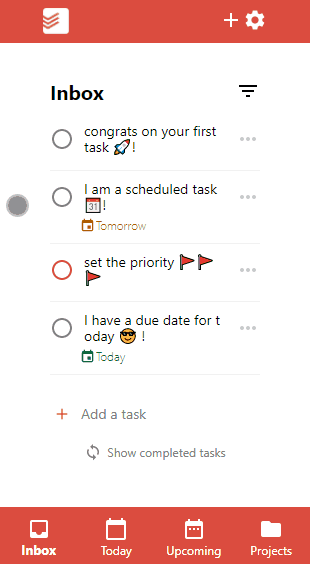 Inbox
congrats on your first
task 🚀!
I am a scheduled task
📅!
Tomorrow
set the priority 🚩🚩
🚩
I have a due date for t
oday 😎 !
Today
Add a task
Show completed tasks
Inbox Today Upcoming Projects